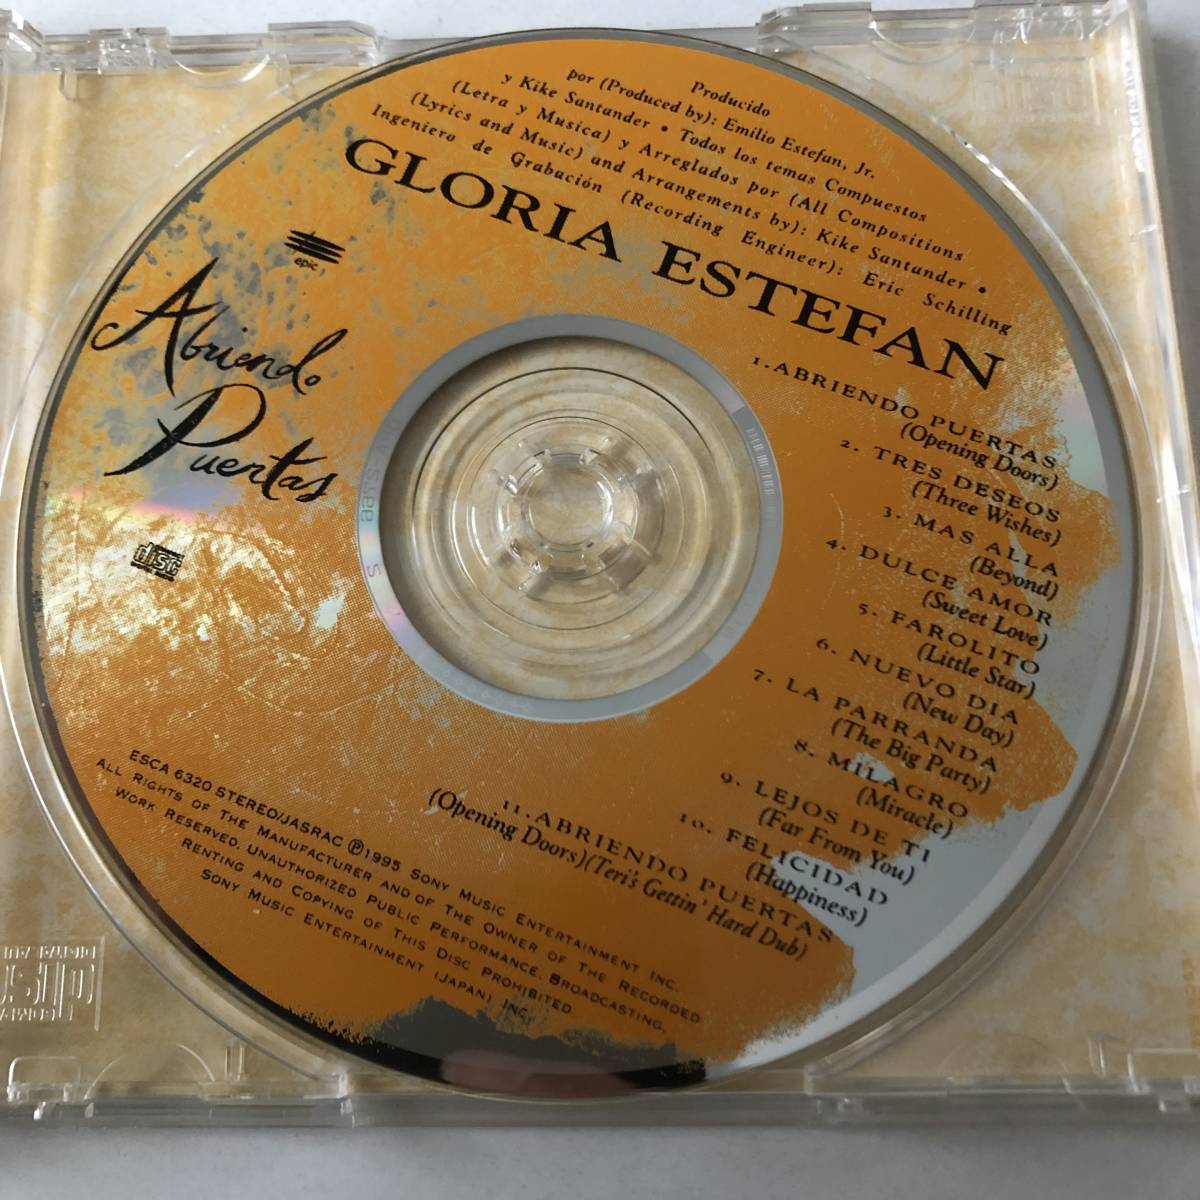 Producido
por (Produced by): Emilio Estefan, Jr.
y Kike Santander • Todos los temas Compuestos
(Letra y Musica) y Arreglados por (All Compositions
(Lyrics and Music) and Arrangements by): Kike Santander •
Ingeniero de Grabación (Recording Engineer): Eric Schilling
GLORIA ESTEFAN
epic
Abriendo
Puertas
disc
1. ABRIENDO PUERTAS
(Opening Doors)
2. TRES DESEOS
(Three Wishes)
3. MAS ALLA
(Beyond)
4. DULCE AMOR
(Sweet Love)
5. FAROLITO
(Little Star)
6. NUEVO DIA
(New Day)
7. LA PARRANDA
(The Big Party)
8. MILAGRO
(Miracle)
9. LEJOS DE TI
(Far From You)
10. FELICIDAD
(Happiness)
11. ABRIENDO PUERTAS
(Opening Doors)(Teri's Gettin' Hard Dub)
ESCA 6320 STEREO/JASRAC ℗1995 SONY MUSIC ENTERTAINMENT INC.
ALL RIGHTS OF THE MANUFACTURER AND OF THE OWNER OF THE RECORDED
WORK RESERVED. UNAUTHORIZED PUBLIC PERFORMANCE, BROADCASTING,
RENTING AND COPYING OF THIS DISC PROHIBITED
SONY MUSIC ENTERTAINMENT (JAPAN) INC.